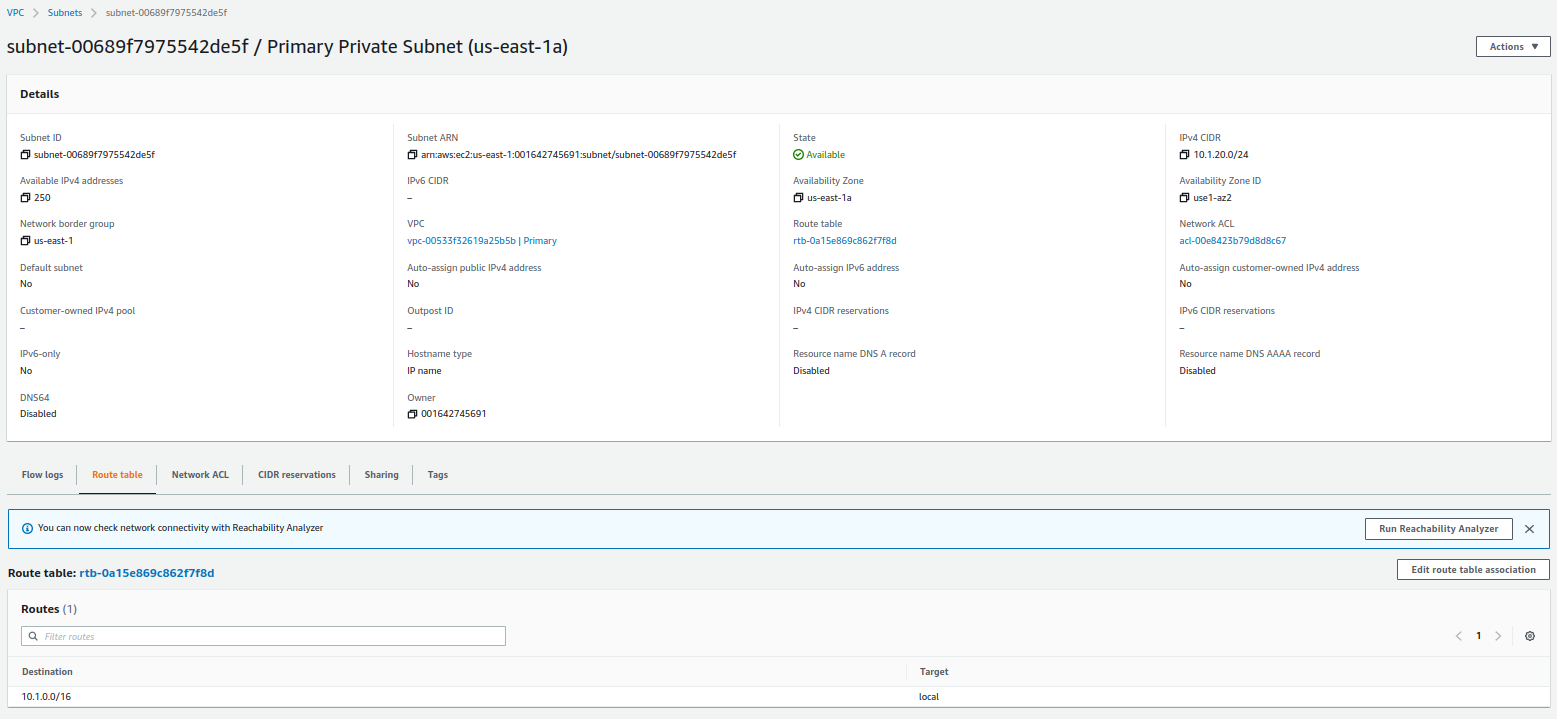 VPC > Subnets > subnet-00689f7975542de5f
subnet-00689f7975542de5f / Primary Private Subnet (us-east-1a)
Actions ▼
Details
Subnet ID
subnet-00689f7975542de5f
Subnet ARN
arn:aws:ec2:us-east-1:001642745691:subnet/subnet-00689f7975542de5f
State
Available
IPv4 CIDR
10.1.20.0/24
Available IPv4 addresses
250
IPv6 CIDR
–
Availability Zone
us-east-1a
Availability Zone ID
use1-az2
Network border group
us-east-1
VPC
vpc-00533f32619a25b5b | Primary
Route table
rtb-0a15e869c862f7f8d
Network ACL
acl-00e8423b79d8d8c67
Default subnet
No
Auto-assign public IPv4 address
No
Auto-assign IPv6 address
No
Auto-assign customer-owned IPv4 address
No
Customer-owned IPv4 pool
–
Outpost ID
–
IPv4 CIDR reservations
–
IPv6 CIDR reservations
–
IPv6-only
No
Hostname type
IP name
Resource name DNS A record
Disabled
Resource name DNS AAAA record
Disabled
DNS64
Disabled
Owner
001642745691
Flow logs
Route table
Network ACL
CIDR reservations
Sharing
Tags
You can now check network connectivity with Reachability Analyzer
Run Reachability Analyzer
Route table: rtb-0a15e869c862f7f8d
Edit route table association
Routes (1)
Filter routes
1
Destination
Target
10.1.0.0/16
local